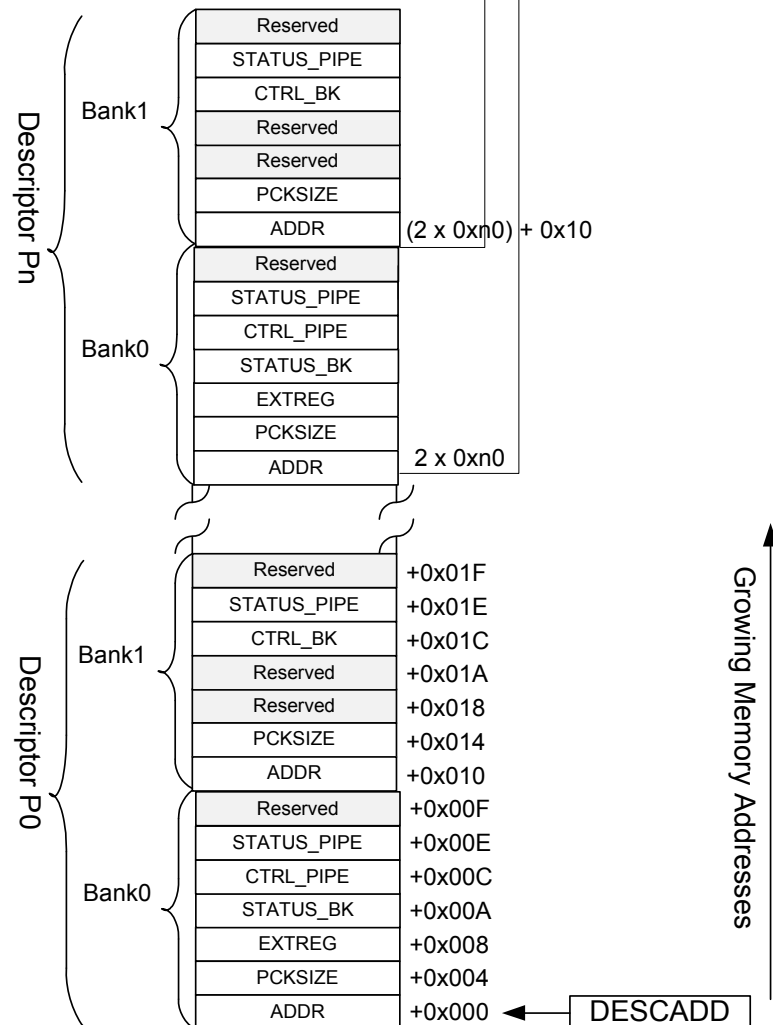 Descriptor Pn
Bank1
Reserved
STATUS_PIPE
CTRL_BK
Reserved
Reserved
PCKSIZE
ADDR (2 x 0xn0) + 0x10
Bank0
Reserved
STATUS_PIPE
CTRL_PIPE
STATUS_BK
EXTREG
PCKSIZE
ADDR 2 x 0xn0
Descriptor P0
Bank1
Reserved +0x01F
STATUS_PIPE +0x01E
CTRL_BK +0x01C
Reserved +0x01A
Reserved +0x018
PCKSIZE +0x014
ADDR +0x010
Bank0
Reserved +0x00F
STATUS_PIPE +0x00E
CTRL_PIPE +0x00C
STATUS_BK +0x00A
EXTREG +0x008
PCKSIZE +0x004
ADDR +0x000 DESCADD
Growing Memory Addresses